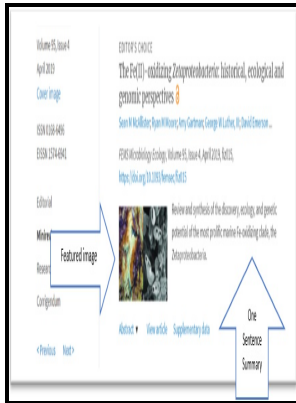 Volume 95, Issue 4
April 2019
Cover image
ISSN 0168-6496
EISSN 1574-6941
Editorial
Minirev
Resear
Corrigendum
< Previous Next >
EDITOR'S CHOICE
The Fe(II)-oxidizing Zetaproteobacteria: historical, ecological and
genomic perspectives
Sean M McAllister, Ryan M Moore, Amy Gartman, George W Luther, III, David Emerson ...
FEMS Microbiology Ecology, Volume 95, Issue 4, April 2019, fiz015,
https://doi.org/10.1093/femsec/fiz015
Review and synthesis of the discovery, ecology, and genetic
potential of the most prolific marine Fe-oxidizing clade, the
Zetaproteobacteria.
Abstract ▼ View article Supplementary data
Featured image
One
Sentence
Summary